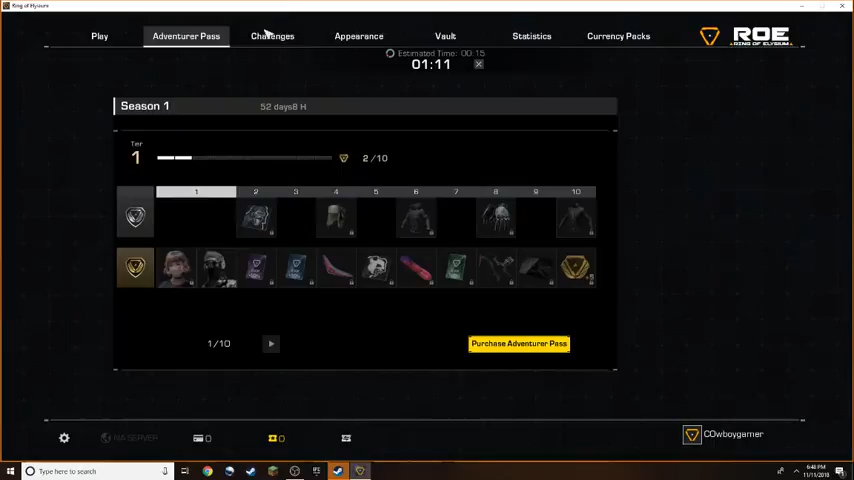 Ring of Elysium
Play
Adventurer Pass
Challenges
Appearance
Vault
Statistics
Currency Packs
ROE
RING OF ELYSIUM
Estimated Time: 00:15
01:11
Season 1
52 days8 H
Tier
1
2 /10
1 2 3 4 5 6 7 8 9 10
1/10
Purchase Adventurer Pass
NA SERVER
0
0
C0wboygamer
Type here to search
6:48 PM
11/11/2018